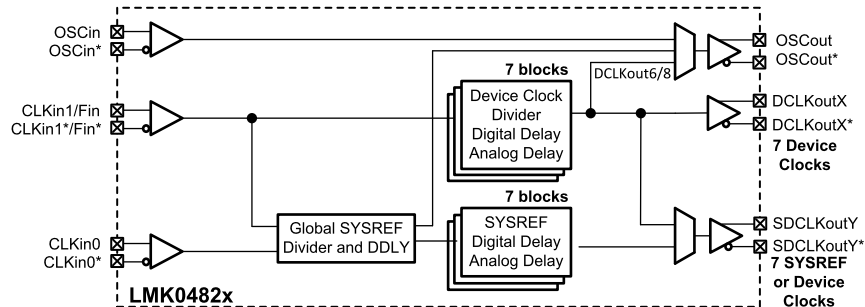 OSCin
OSCin*
OSCout
OSCout*
7 blocks
DCLKout6/8
CLKin1/Fin
CLKin1*/Fin*
Device Clock
Divider
Digital Delay
Analog Delay
DCLKoutX
DCLKoutX*
7 Device
Clocks
7 blocks
CLKin0
CLKin0*
Global SYSREF
Divider and DDLY
SYSREF
Digital Delay
Analog Delay
SDCLKoutY
SDCLKoutY*
7 SYSREF
or Device
Clocks
LMK0482x